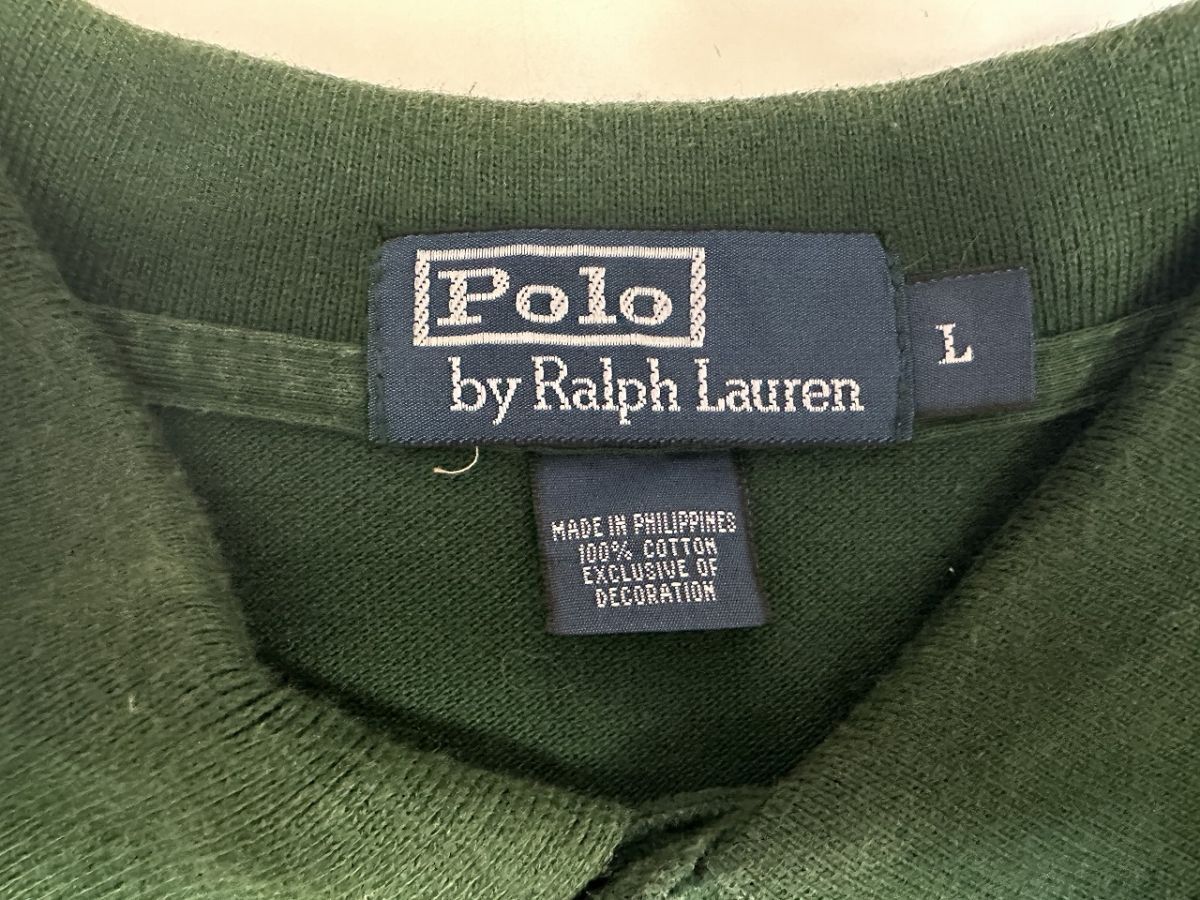 Polo
by Ralph Lauren
L
MADE IN PHILIPPINES
100% COTTON
EXCLUSIVE OF
DECORATION